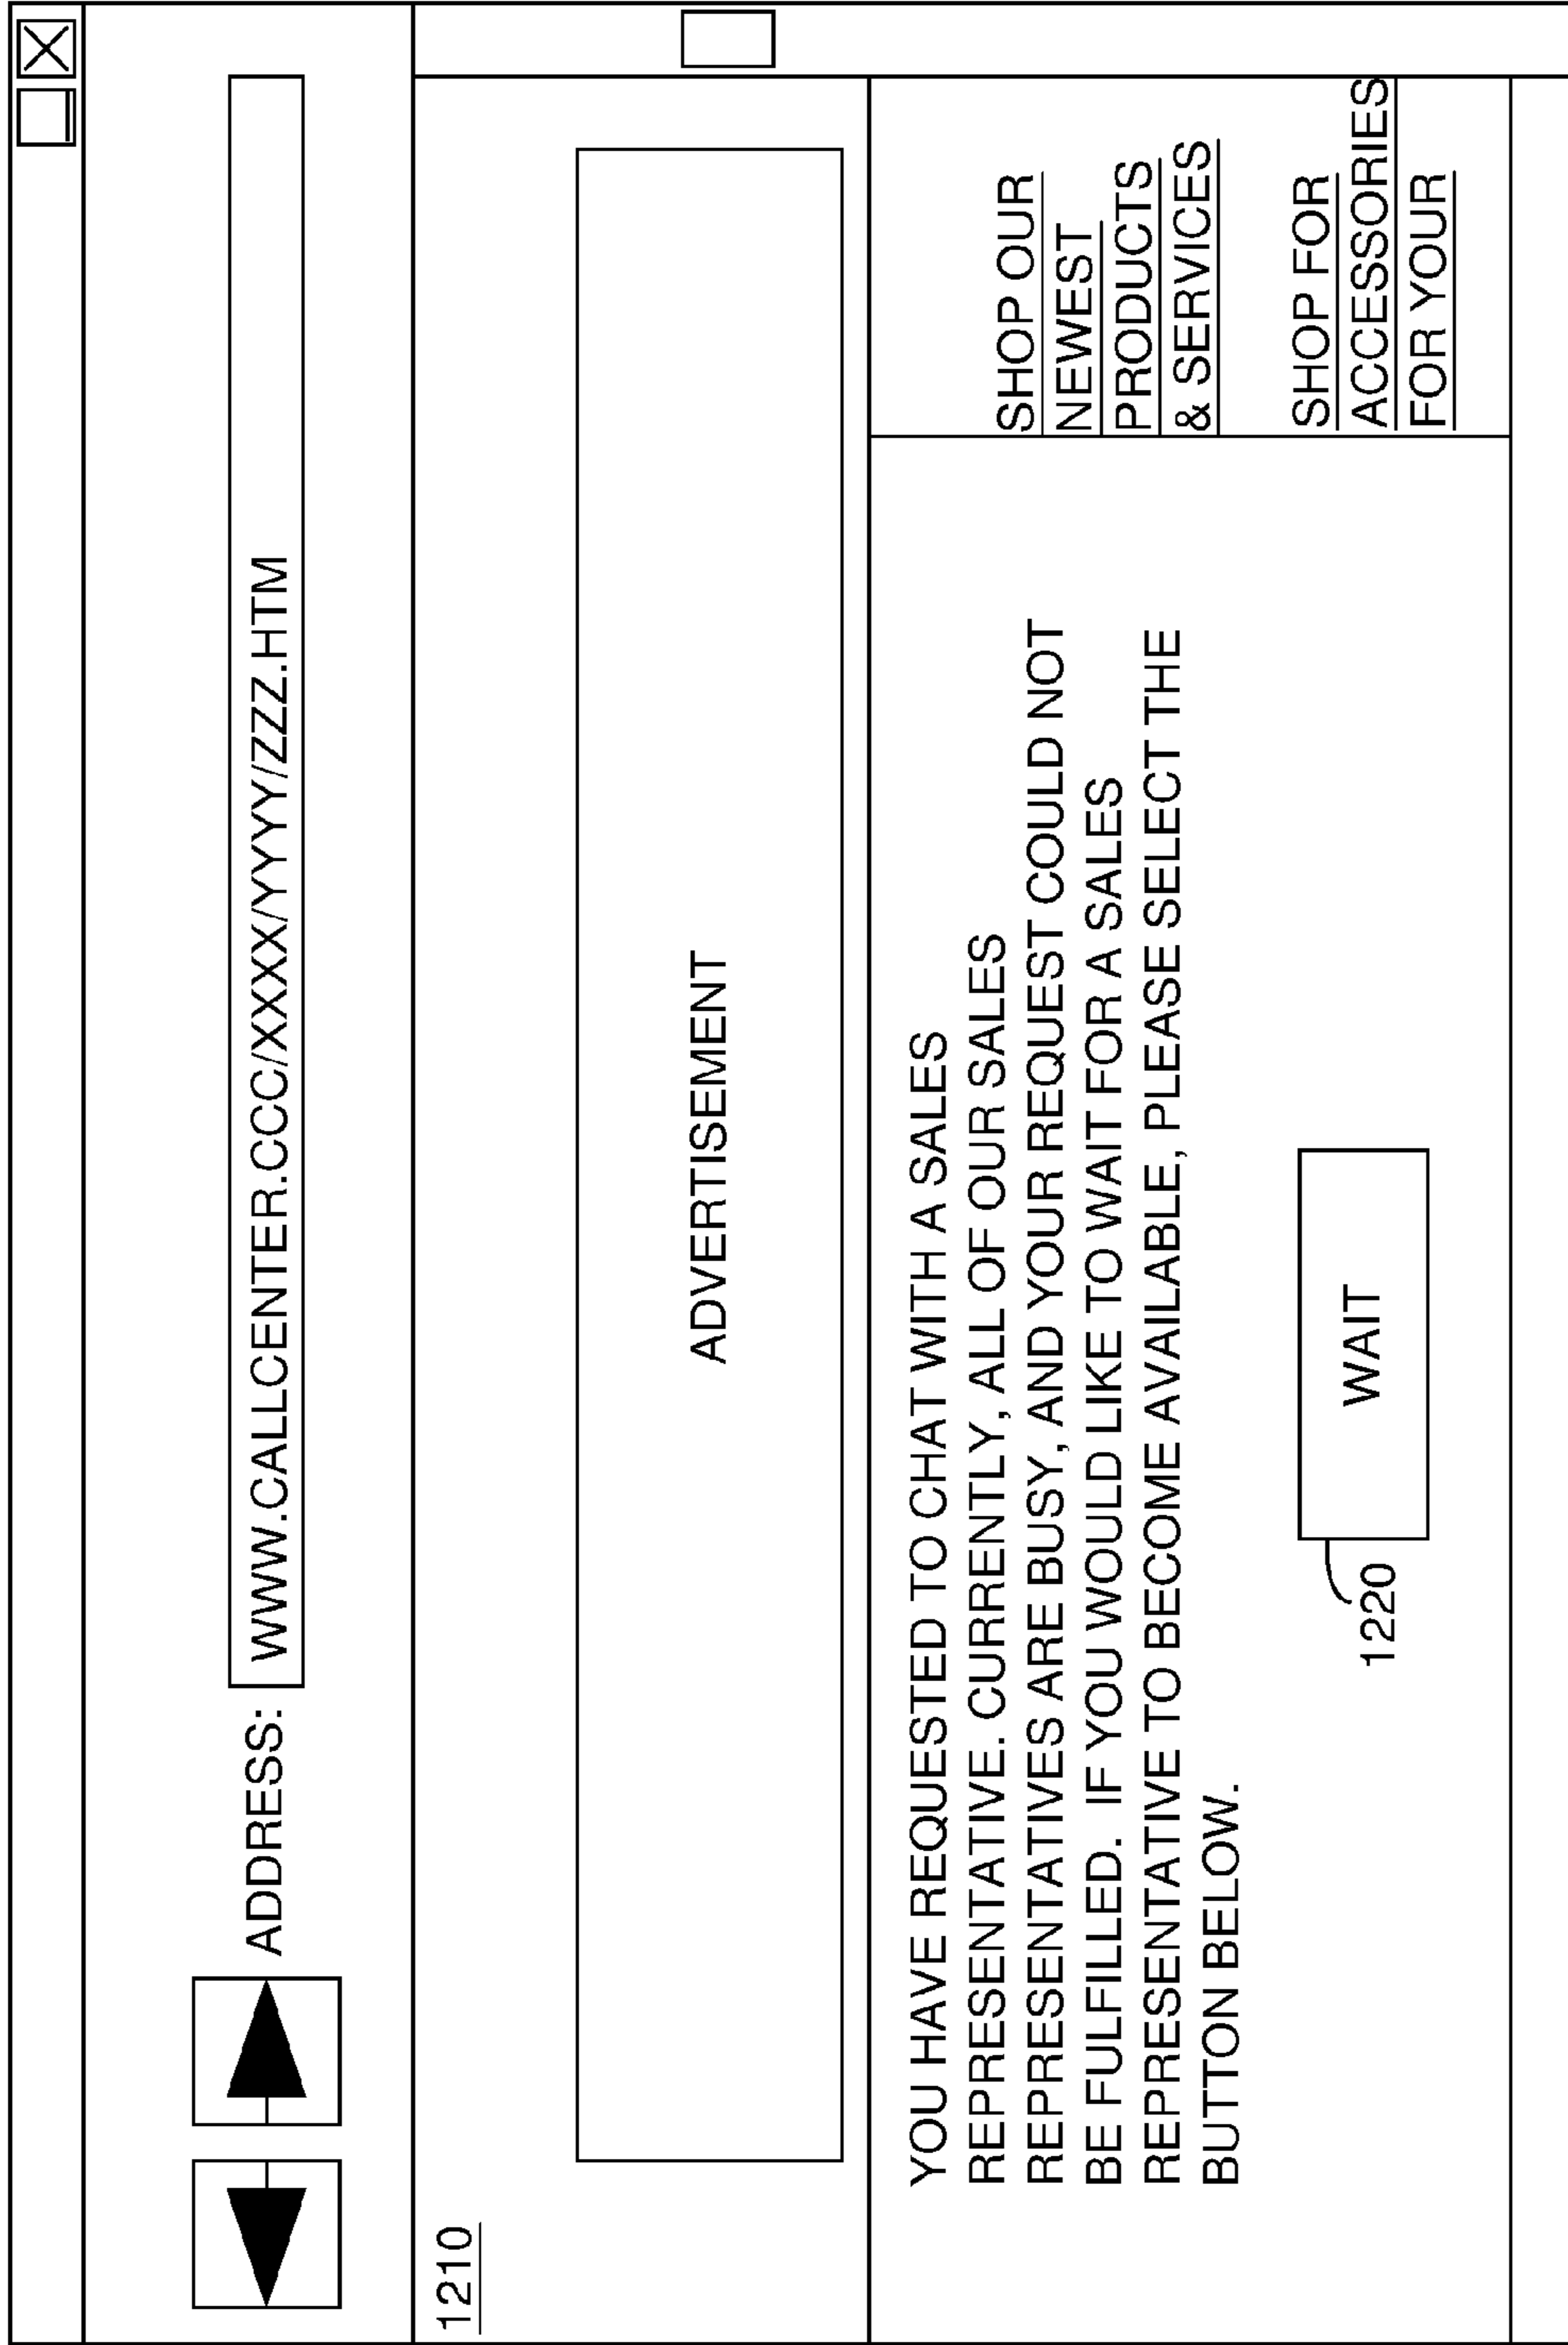 ADDRESS: WWW.CALLCENTER.CCC/XXXX/YYYY/ZZZ.HTM
1210
ADVERTISEMENT
YOU HAVE REQUESTED TO CHAT WITH A SALES
REPRESENTATIVE. CURRENTLY, ALL OF OUR SALES
REPRESENTATIVES ARE BUSY, AND YOUR REQUEST COULD NOT
BE FULFILLED. IF YOU WOULD LIKE TO WAIT FOR A SALES
REPRESENTATIVE TO BECOME AVAILABLE, PLEASE SELECT THE
BUTTON BELOW.
WAIT
1220
SHOP OUR
NEWEST
PRODUCTS
& SERVICES
SHOP FOR
ACCESSORIES
FOR YOUR